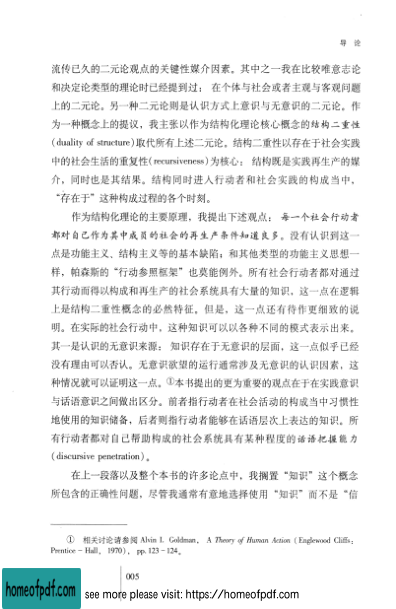 导 论
流传已久的二元论观点的关键性媒介因素。其中之一我在比较唯意志论
和决定论类型的理论时已经提到过：在个体与社会或者主观与客观问题
上的二元论。另一种二元论则是认识方式上意识与无意识的二元论。作
为一种概念上的提议，我主张以作为结构化理论核心概念的结构二重性
(duality of structure)取代所有上述二元论。结构二重性以存在于社会实践
中的社会生活的重复性(recursiveness)为核心：结构既是实践再生产的媒
介，同时也是其结果。结构同时进入行动者和社会实践的构成当中，
“存在于”这种构成过程的各个时刻。
作为结构化理论的主要原理，我提出下述观点：每一个社会行动者
都对自己作为其中成员的社会的再生产条件知道良多。没有认识到这一
点是功能主义、结构主义等的基本缺陷；和其他类型的功能主义思想一
样，帕森斯的“行动参照框架”也莫能例外。所有社会行动者都对通过
其行动而得以构成和再生产的社会系统具有大量的知识，这一点在逻辑
上是结构二重性概念的必然特征。但是，这一点还有待作更细致的说
明。在实际的社会行动中，这种知识可以以各种不同的模式表示出来。
其一是认识的无意识来源：知识存在于无意识的层面，这一点似乎已经
没有理由可以否认。无意识欲望的运行通常涉及无意识的认识因素，这
种情况就可以证明这一点。①本书提出的更为重要的观点在于在实践意识
与话语意识之间做出区分。前者指行动者在社会活动的构成当中习惯性
地使用的知识储备，后者则指行动者能够在话语层次上表达的知识。所
有行动者都对自己帮助构成的社会系统具有某种程度的话语把握能力
(discursive penetration)。
在上一段落以及整个本书的许多论点中，我搁置“知识”这个概念
所包含的正确性问题，尽管我通常有意地选择使用“知识”而不是“信
① 相关讨论请参阅 Alvin I. Goldman, A Theory of Human Action (Englewood Cliffs:
Prentice - Hall, 1970), pp. 123 - 124。
005
homeofpdf.com
see more please visit: https://homeofpdf.com